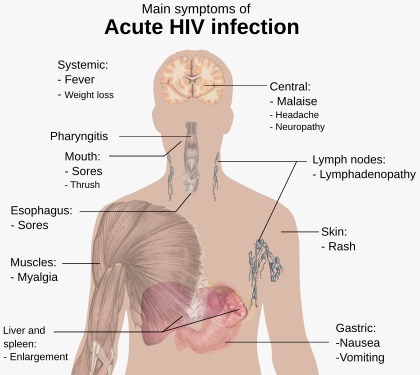 Main symptoms of
Acute HIV infection
Systemic:
- Fever
- Weight loss
Central:
- Malaise
- Headache
- Neuropathy
Pharyngitis
Mouth:
- Sores
- Thrush
Lymph nodes:
- Lymphadenopathy
Esophagus:
- Sores
Skin:
- Rash
Muscles:
- Myalgia
Liver and
spleen:
- Enlargement
Gastric:
-Nausea
-Vomiting